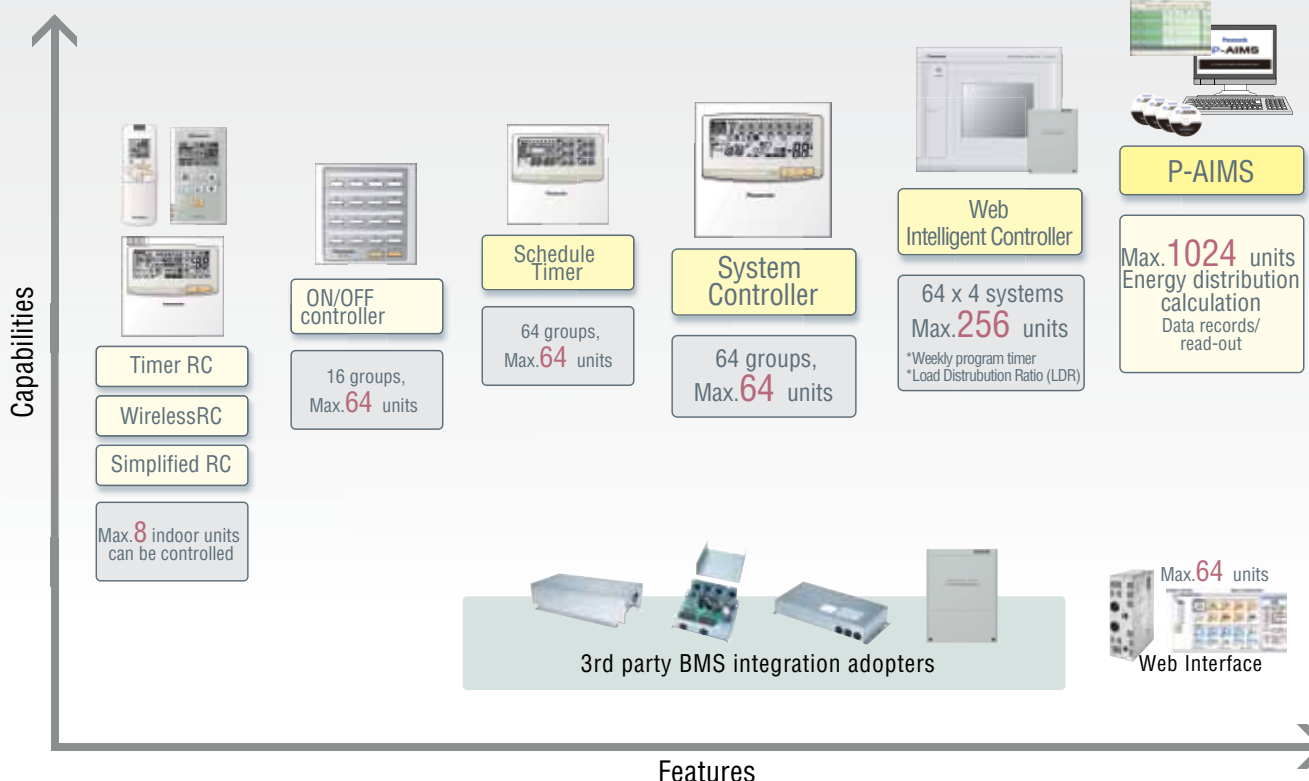 Capabilities
Timer RC
WirelessRC
Simplified RC
Max.8 indoor units
can be controlled
ON/OFF
controller
16 groups,
Max.64 units
Schedule
Timer
64 groups,
Max.64 units
System
Controller
64 groups,
Max.64 units
Web
Intelligent Controller
64 x 4 systems
Max.256 units
*Weekly program timer
*Load Distrubution Ratio (LDR)
Panasonic
P-AIMS
P-AIMS
Max.1024 units
Energy distribution
calculation
Data records/
read-out
3rd party BMS integration adopters
Max.64 units
Web Interface
Features